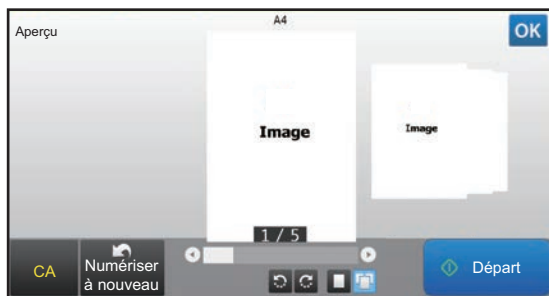 A4
Aperçu
OK
Image
Image
1 / 5
CA
Numériser
à nouveau
Départ